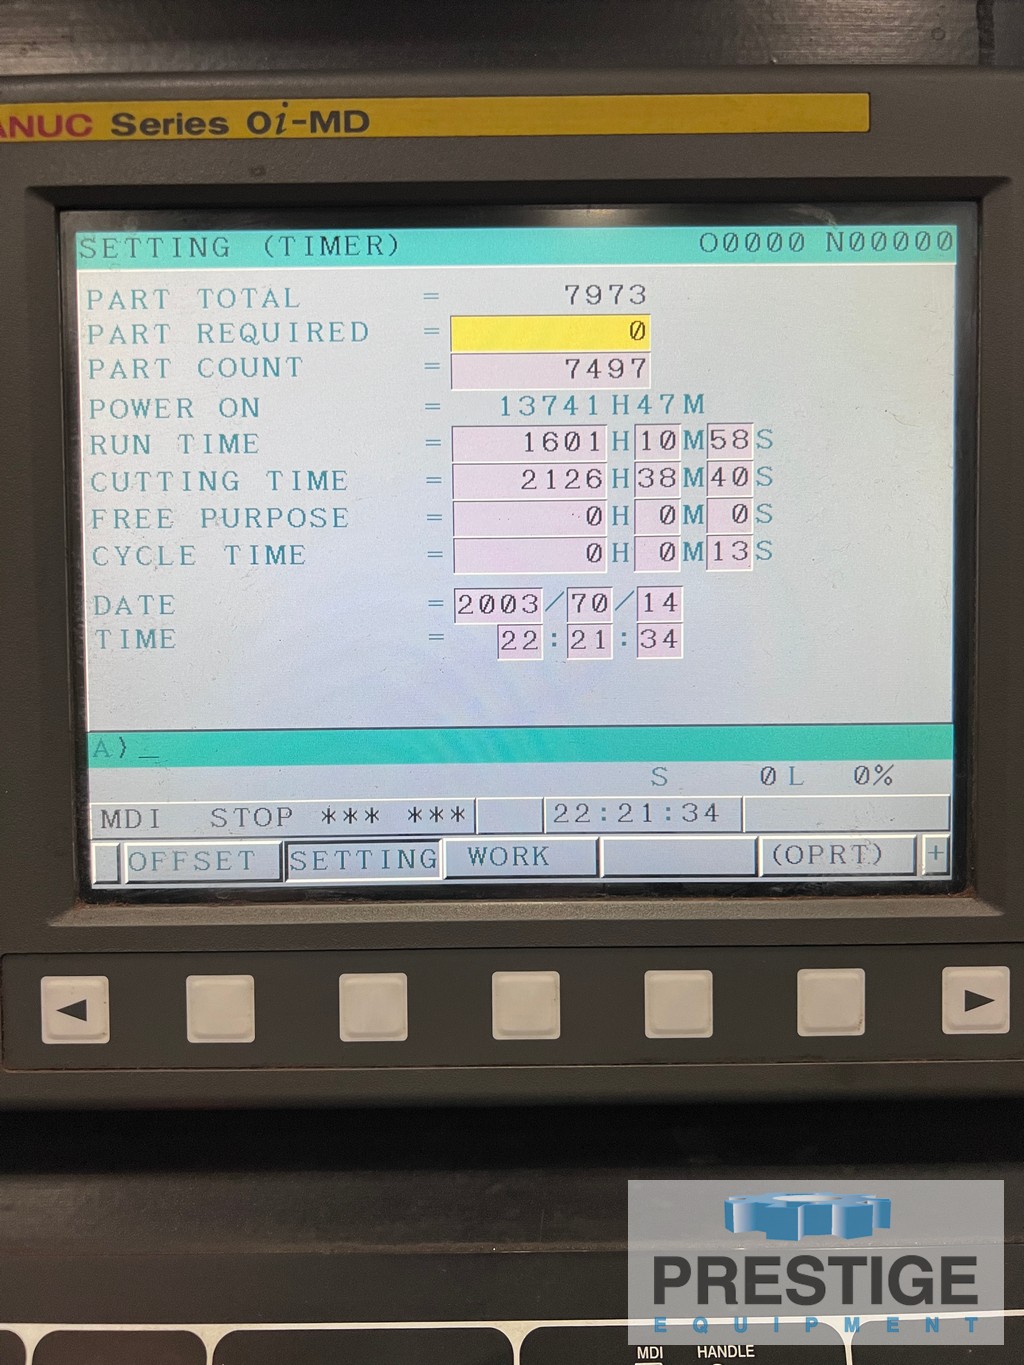 ANUC Series 0i-MD
SETTING (TIMER) O0000 N00000
PART TOTAL = 7973
PART REQUIRED = 0
PART COUNT = 7497
POWER ON = 13741H47M
RUN TIME = 1601H10M58S
CUTTING TIME = 2126H38M40S
FREE PURPOSE = 0H 0M 0S
CYCLE TIME = 0H 0M13S
DATE = 2003/70/14
TIME = 22:21:34
A)_
S 0L 0%
MDI STOP *** *** 22:21:34
OFFSET SETTING WORK (OPRT) +
PRESTIGE
EQUIPMENT
MDI HANDLE